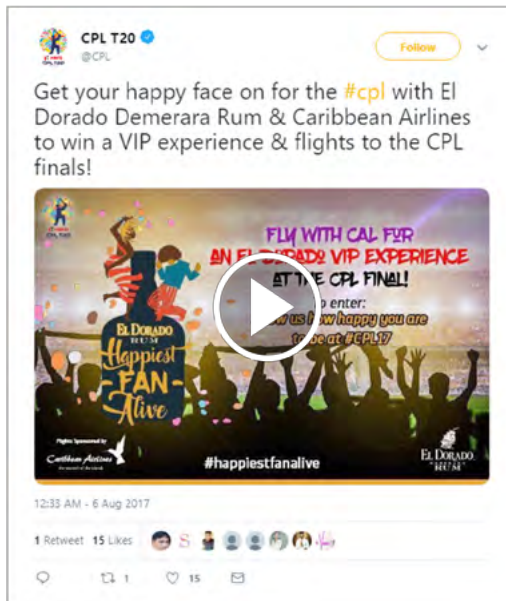 CPL T20
@CPL
Follow
Get your happy face on for the #cpl with El
Dorado Demerara Rum & Caribbean Airlines
to win a VIP experience & flights to the CPL
finals!
FLY WITH CAL FOR
AN EL DORADO VIP EXPERIENCE
AT THE CPL FINAL!
o enter:
ow us how happy you are
to be at #CPL17
EL DORADO
RUM
Happiest
-FAN-
Alive
Flights Sponsored by
Caribbean Airlines
#happiestfanalive
EL DORADO
RUM
12:33 AM - 6 Aug 2017
1 Retweet 15 Likes
1
15